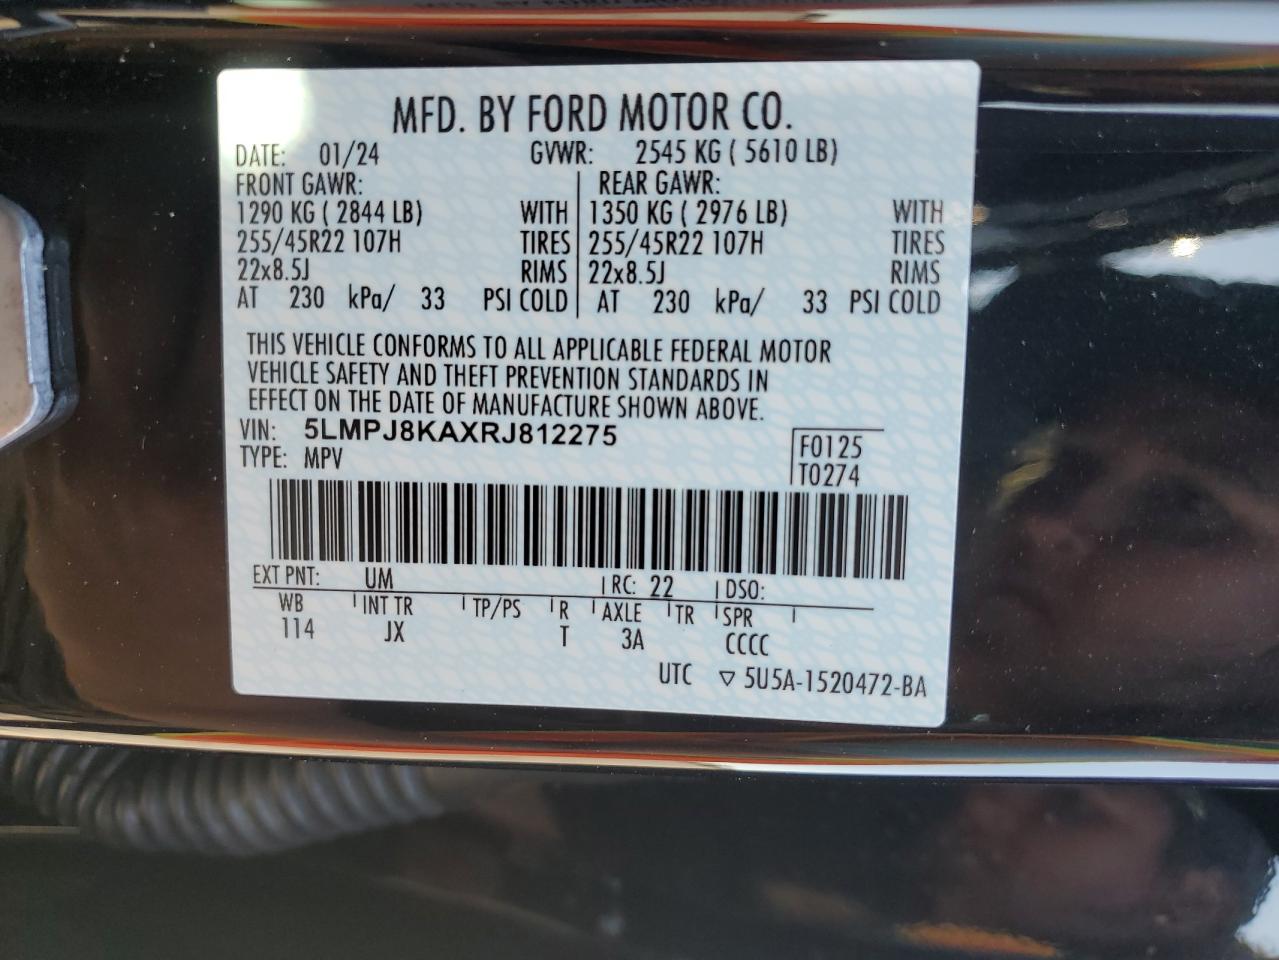 MFD. BY FORD MOTOR CO.
DATE: 01/24 GVWR: 2545 KG ( 5610 LB)
FRONT GAWR: REAR GAWR:
1290 KG ( 2844 LB) WITH 1350 KG ( 2976 LB) WITH
255/45R22 107H TIRES 255/45R22 107H TIRES
22x8.5J RIMS 22x8.5J RIMS
AT 230 kPa/ 33 PSI COLD AT 230 kPa/ 33 PSI COLD
THIS VEHICLE CONFORMS TO ALL APPLICABLE FEDERAL MOTOR
VEHICLE SAFETY AND THEFT PREVENTION STANDARDS IN
EFFECT ON THE DATE OF MANUFACTURE SHOWN ABOVE.
VIN: 5LMPJ8KAXRJ812275 F0125
TYPE: MPV T0274
EXT PNT: UM RC: 22 DSO:
WB INT TR TP/PS R AXLE TR SPR
114 JX T 3A CCCC
UTC ▽ 5U5A-1520472-BA